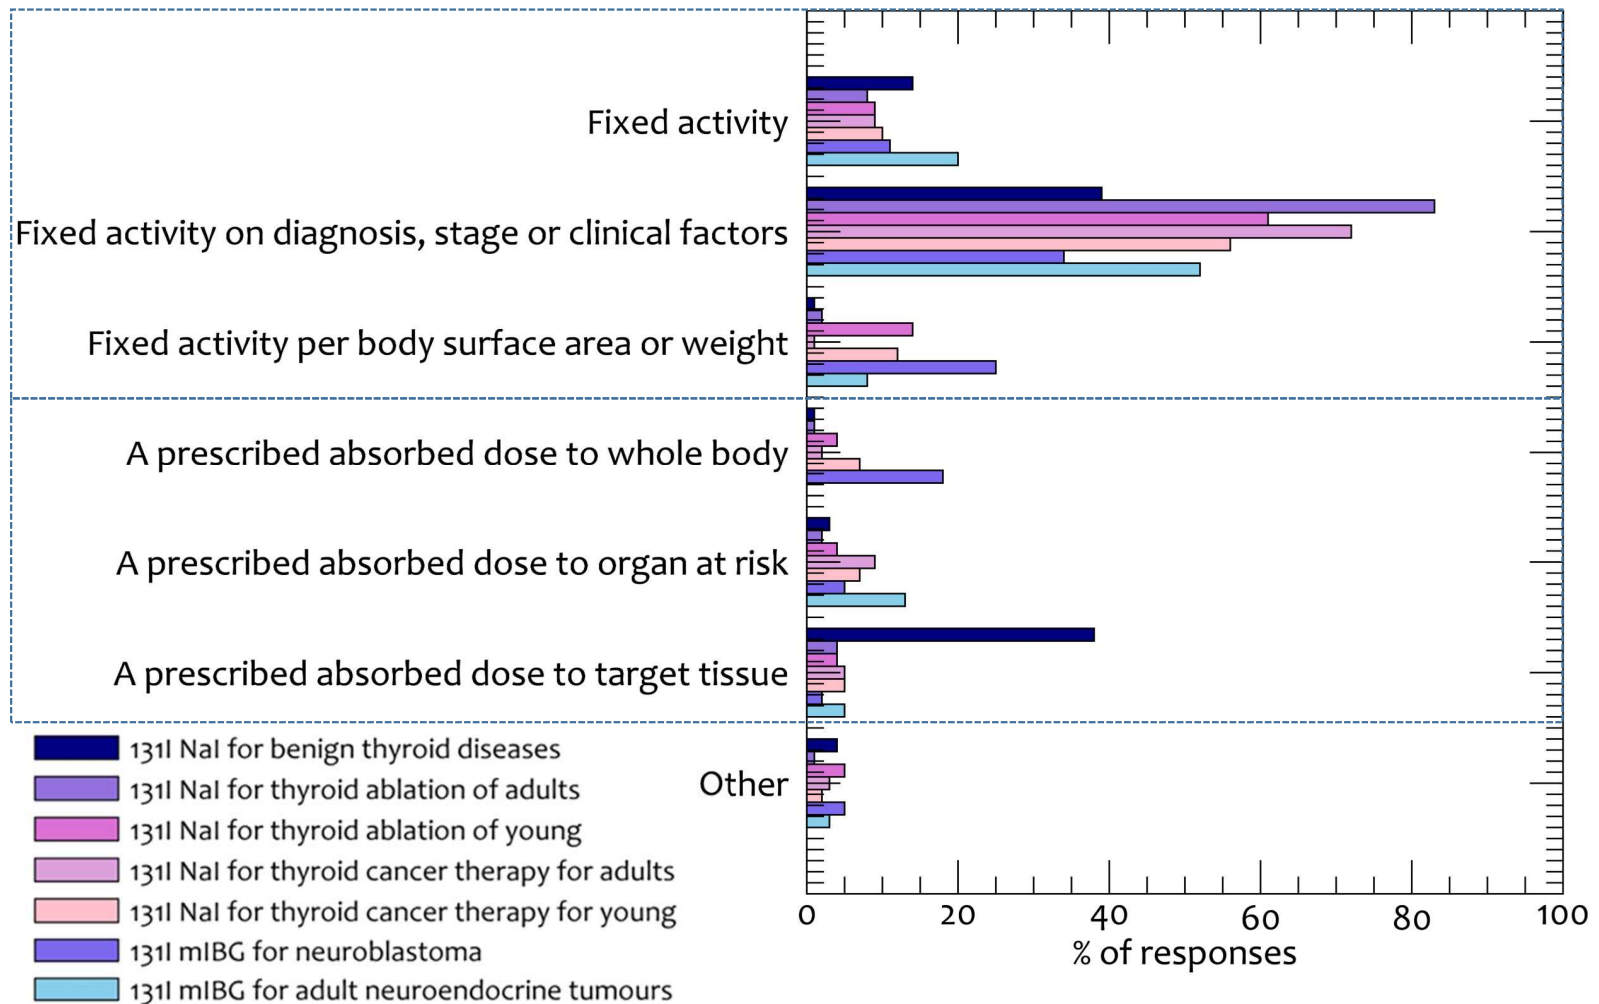 Fixed activity
Fixed activity on diagnosis, stage or clinical factors
Fixed activity per body surface area or weight
A prescribed absorbed dose to whole body
A prescribed absorbed dose to organ at risk
A prescribed absorbed dose to target tissue
Other
131I NaI for benign thyroid diseases
131I NaI for thyroid ablation of adults
131I NaI for thyroid ablation of young
131I NaI for thyroid cancer therapy for adults
131I NaI for thyroid cancer therapy for young
131I mIBG for neuroblastoma
131I mIBG for adult neuroendocrine tumours
0 20 40 60 80 100
% of responses